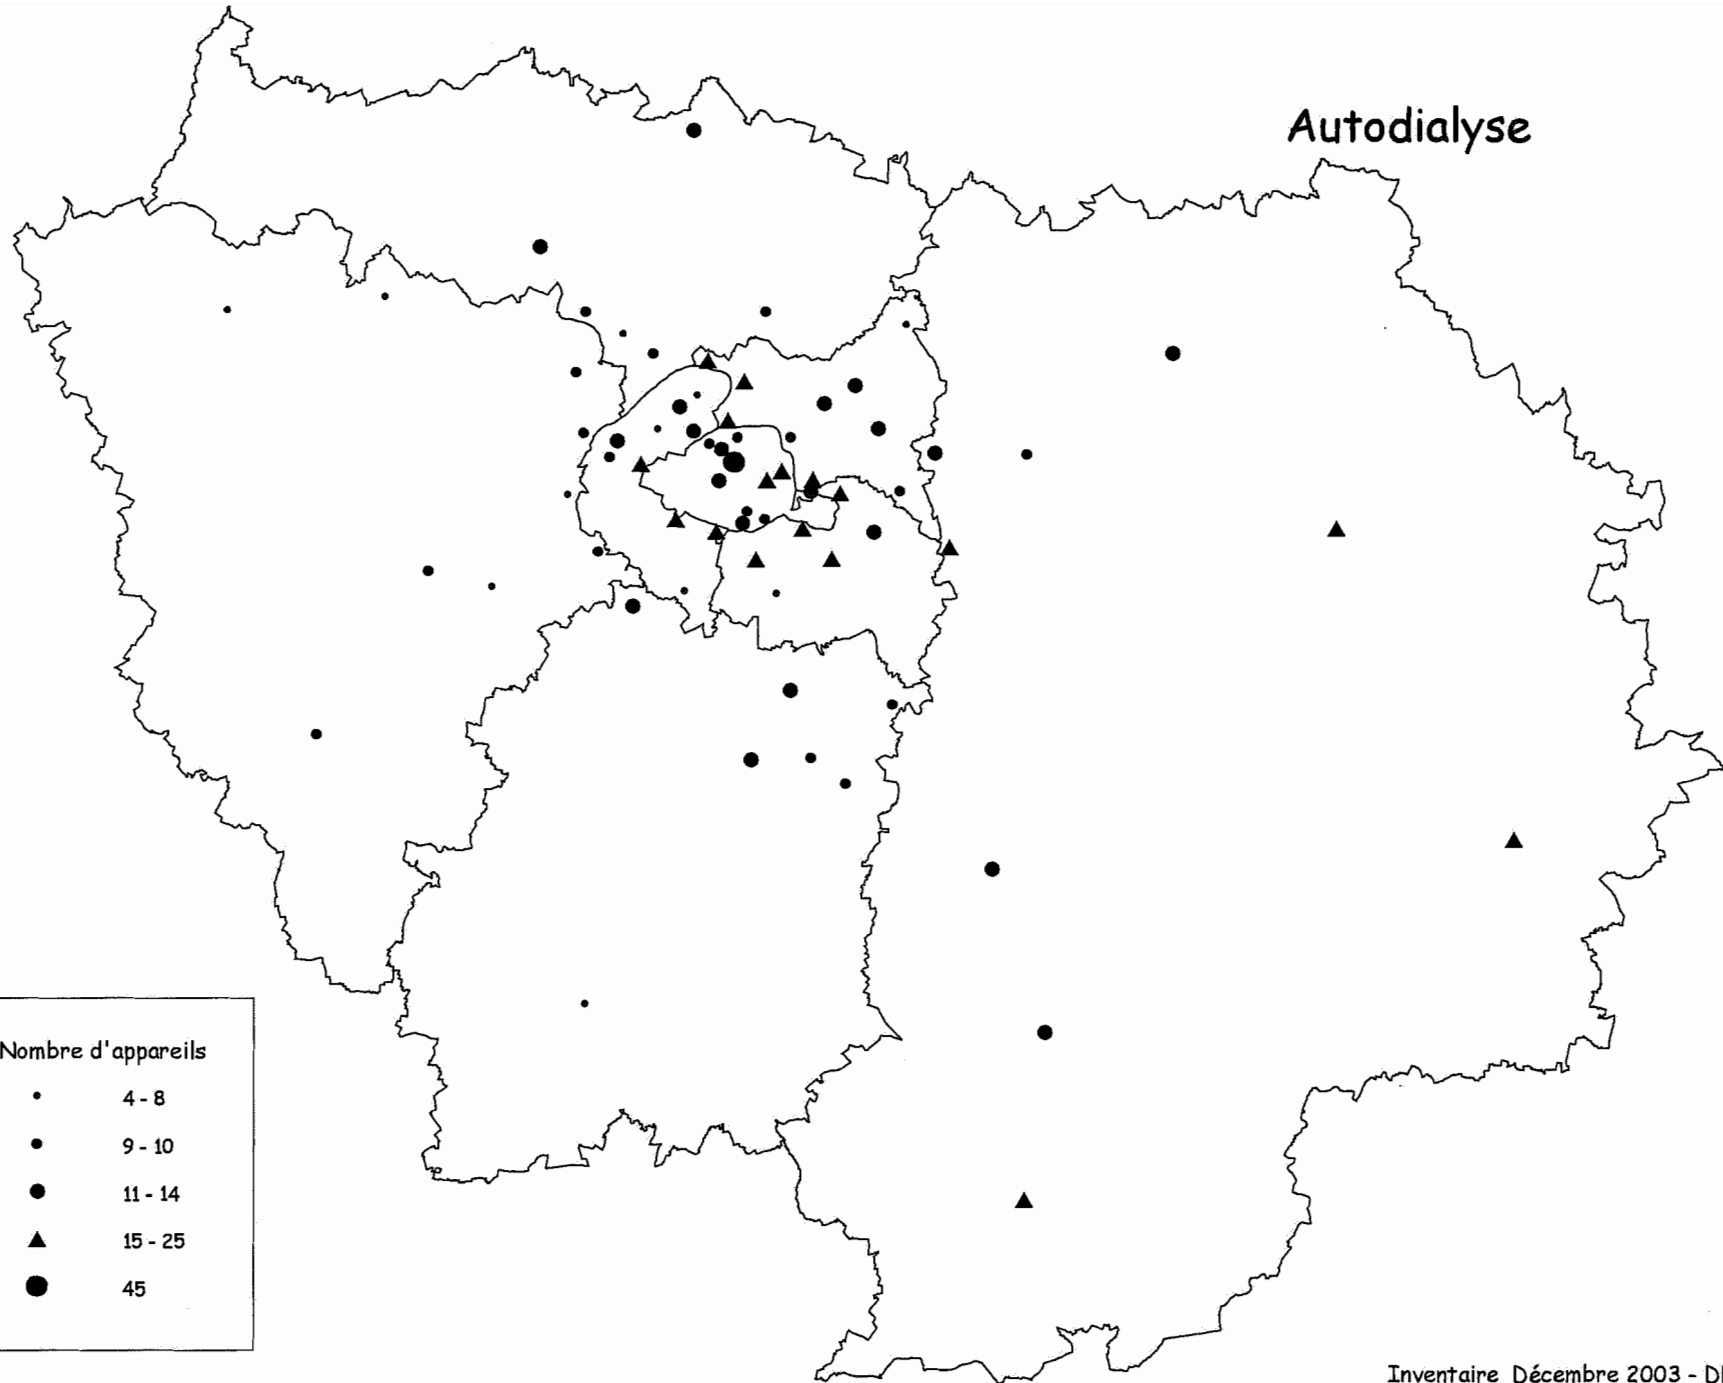 Autodialyse
Nombre d'appareils
4 - 8
9 - 10
11 - 14
15 - 25
45
Inventaire Décembre 2003 -